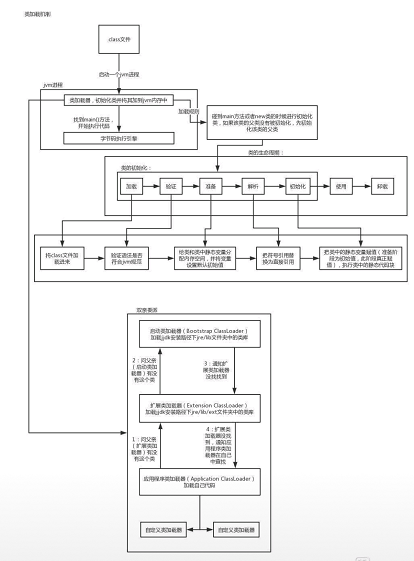 类加载机制
.class文件
启动一个jvm进程
jvm进程
类加载器,初始化类并将其加到jvm内存中
加载规则
找到main()方法,
开始执行代码
字节码执行引擎
碰到main方法或者new类的时候进行初始化
类,如果该类的父类没有被初始化,先初始
化该类的父类
类的生命周期:
类的初始化:
加载
验证
准备
解析
初始化
使用
卸载
将class文件加
载进来
验证语法是否
符合jvm规范
给类和类中静态变量分
配内存空间,并将变量
设置默认初始值
把符号引用替
换为直接引用
把类中的静态变量赋值(准备阶
段为初始值,此阶段真正赋
值),执行类中的静态代码块
双亲委派
启动类加载器(Bootstrap ClassLoader)
加载jdk安装路径下jre/lib文件夹中的类库
2:问父亲
(启动类加
载器)有没
有这个类
3:通知扩
展类加载器
没找找到
扩展类加载器(Extension ClassLoader)
加载jdk安装路径下jre/lib/ext文件夹中的类库
1:问父亲
(扩展类加
载器)有没
有这个类
4:扩展类
加载器没找
到,通知应
用程序类加
载器在自己
中查找
应用程序类加载器(Application ClassLoader)
加载自己代码
自定义类加载器
自定义类加载器